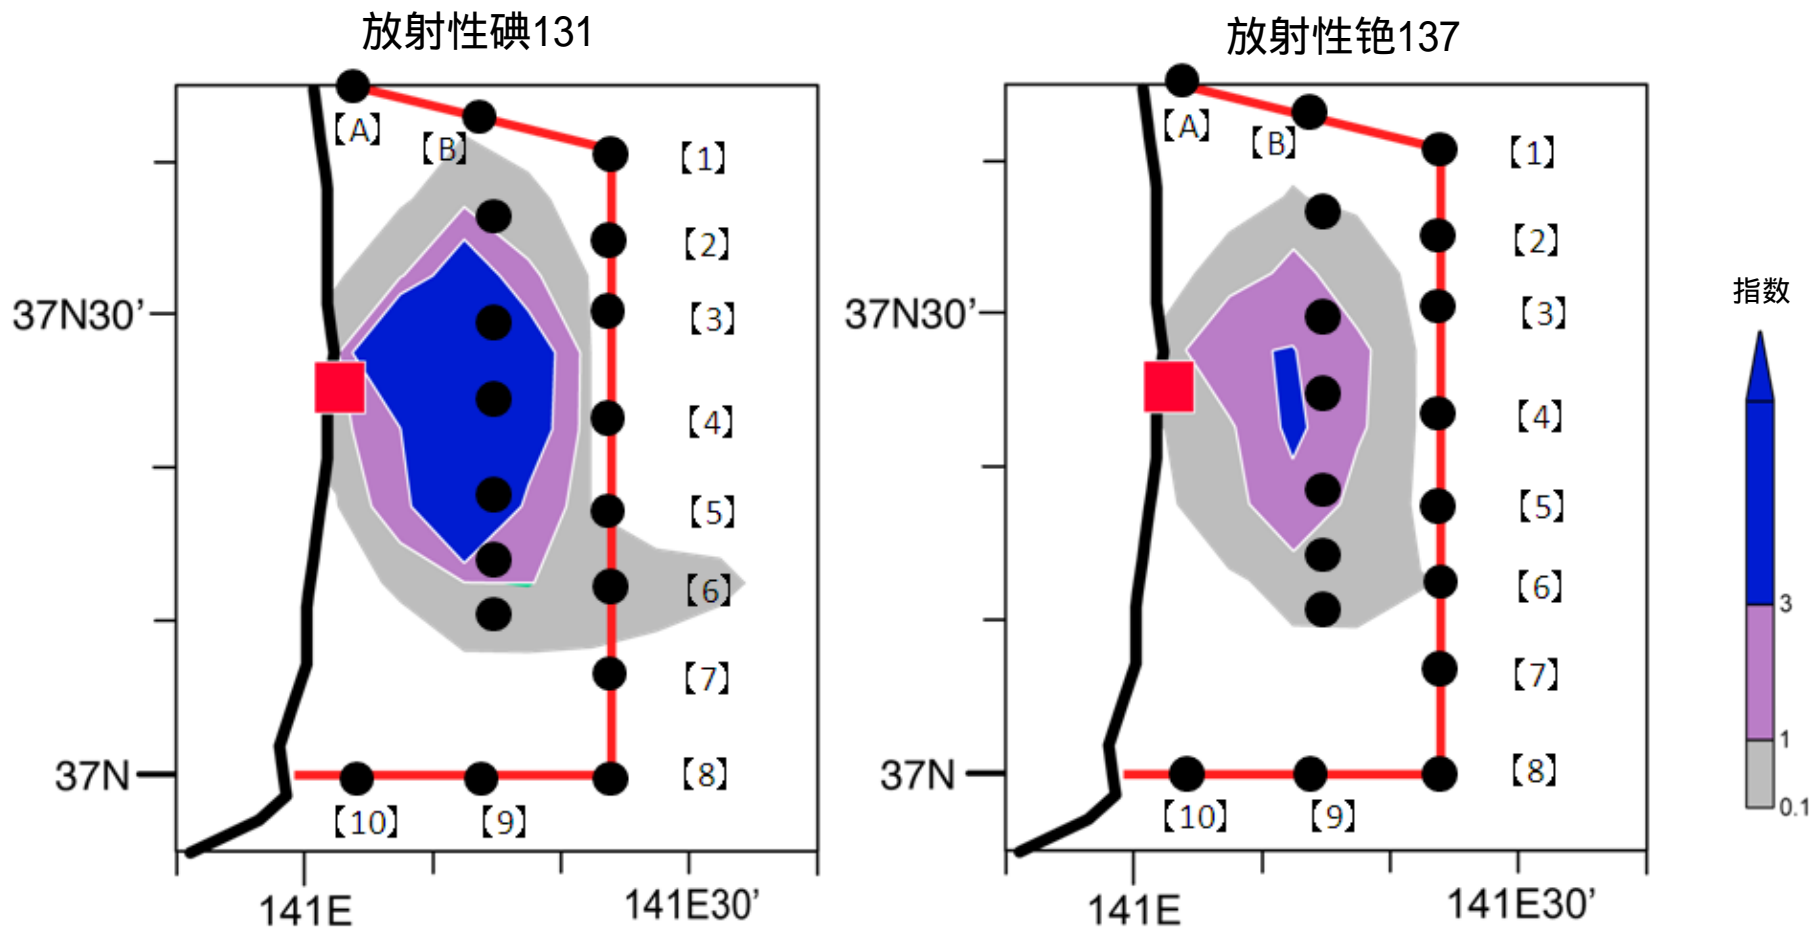 放射性碘131
放射性铯137
【A】
【B】
【1】
【2】
【3】
【4】
【5】
【6】
【7】
【8】
【9】
【10】
37N30’
37N
141E
141E30’
【A】
【B】
【1】
【2】
【3】
【4】
【5】
【6】
【7】
【8】
【9】
【10】
37N30’
37N
141E
141E30’
指数
3
1
0.1